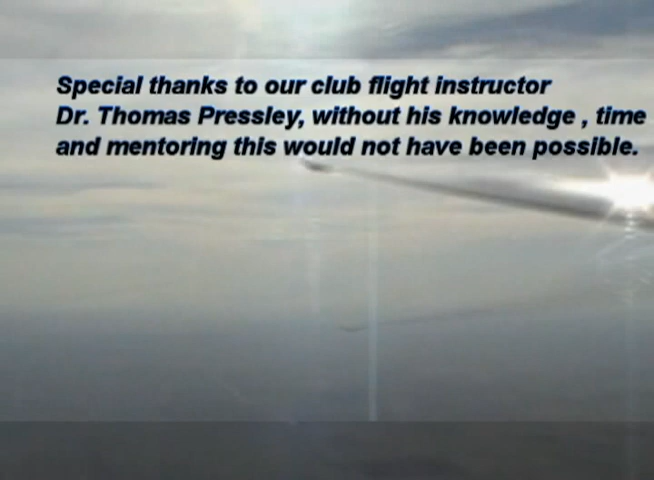 Special thanks to our club flight instructor
Dr. Thomas Pressley, without his knowledge , time
and mentoring this would not have been possible.